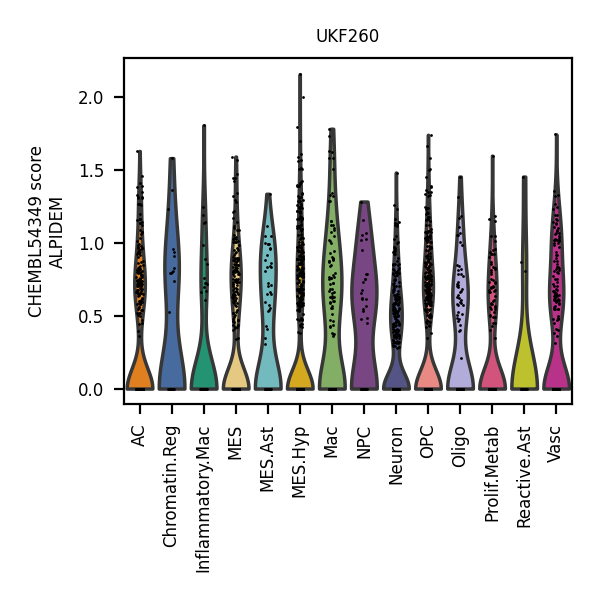 UKF260
CHEMBL54349 score
ALPIDEM
2.0
1.5
1.0
0.5
0.0
AC
Chromatin.Reg
Inflammatory.Mac
MES
MES.Ast
MES.Hyp
Mac
NPC
Neuron
OPC
Oligo
Prolif.Metab
Reactive.Ast
Vasc